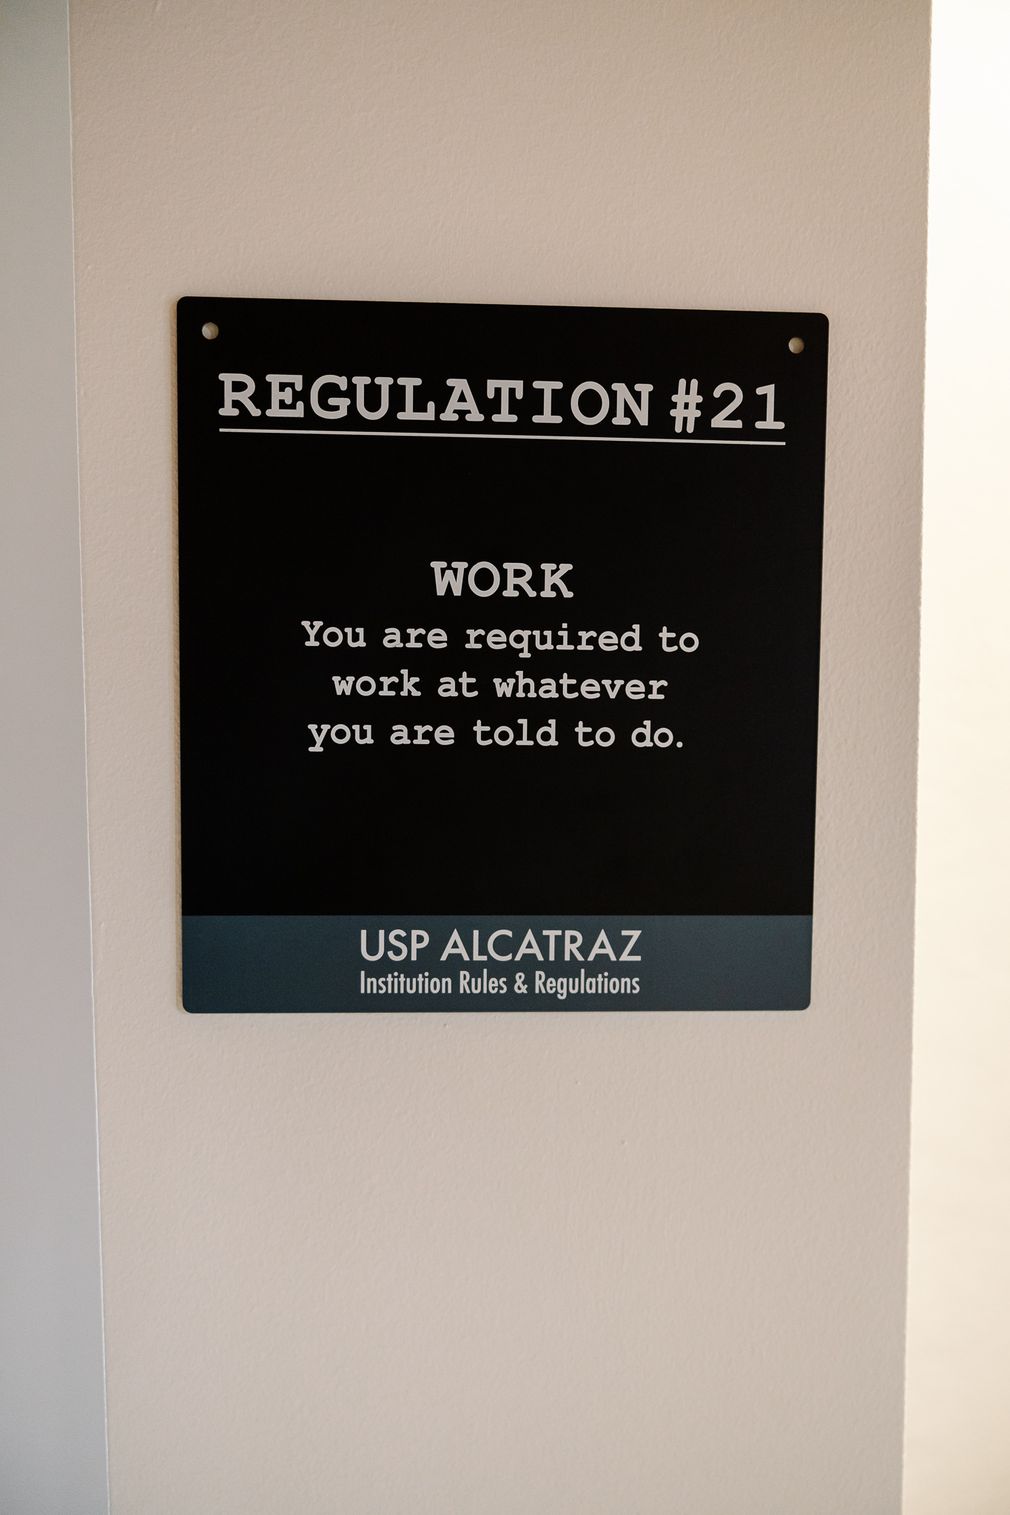 REGULATION #21
WORK
You are required to
work at whatever
you are told to do.
USP ALCATRAZ
Institution Rules & Regulations